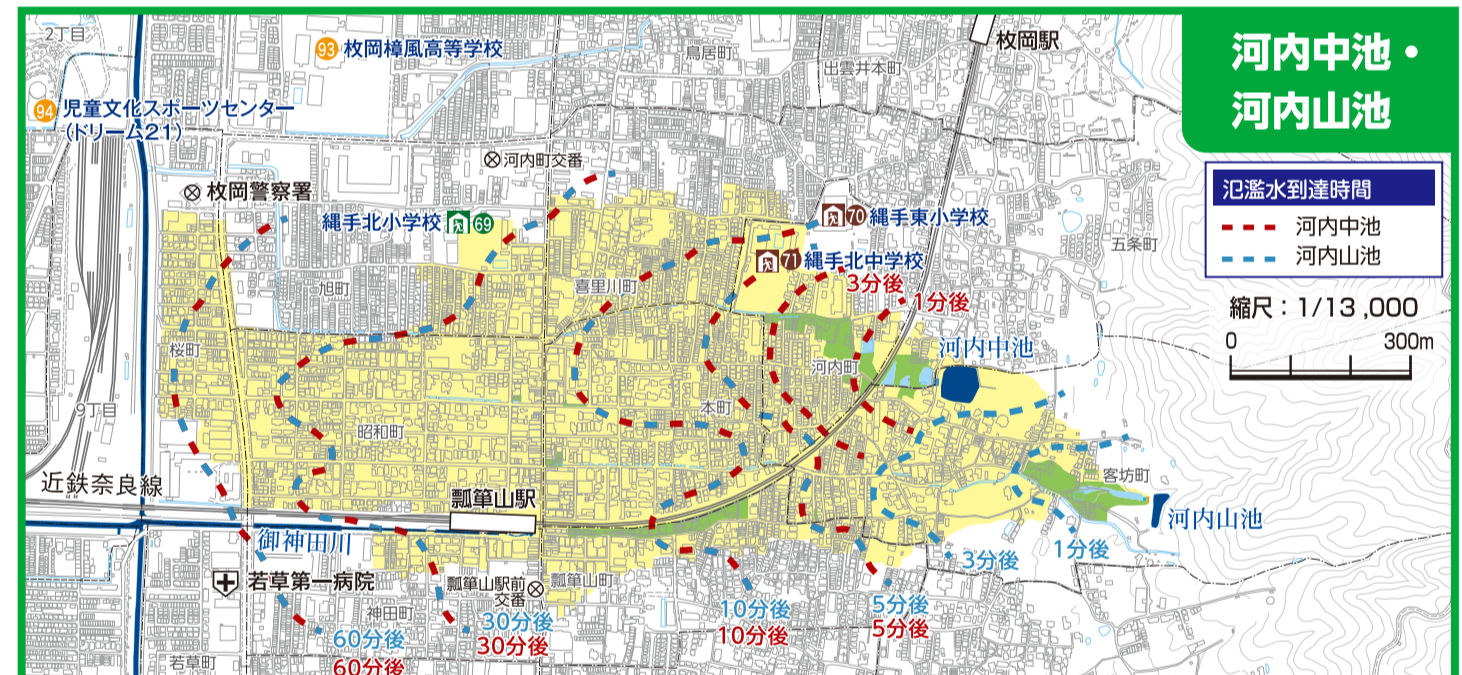 河内中池・
河内山池
氾濫水到達時間
河内中池
河内山池
縮尺：1/13,000
0
300m
2丁目
93 枚岡樟風高等学校
94 児童文化スポーツセンター
（ドリーム21）
鳥居町
出雲井本町
枚岡駅
河内町交番
枚岡警察署
縄手北小学校 69
70 縄手東小学校
71 縄手北中学校
五条町
旭町
喜里川町
3分後
1分後
河内中池
桜町
河内町
9丁目
昭和町
本町
客坊町
近鉄奈良線
瓢箪山駅
河内山池
御神田川
1分後
3分後
若草第一病院
瓢箪山駅前
交番
瓢箪山町
神田町
5分後
5分後
10分後
10分後
30分後
30分後
60分後
60分後
若草町